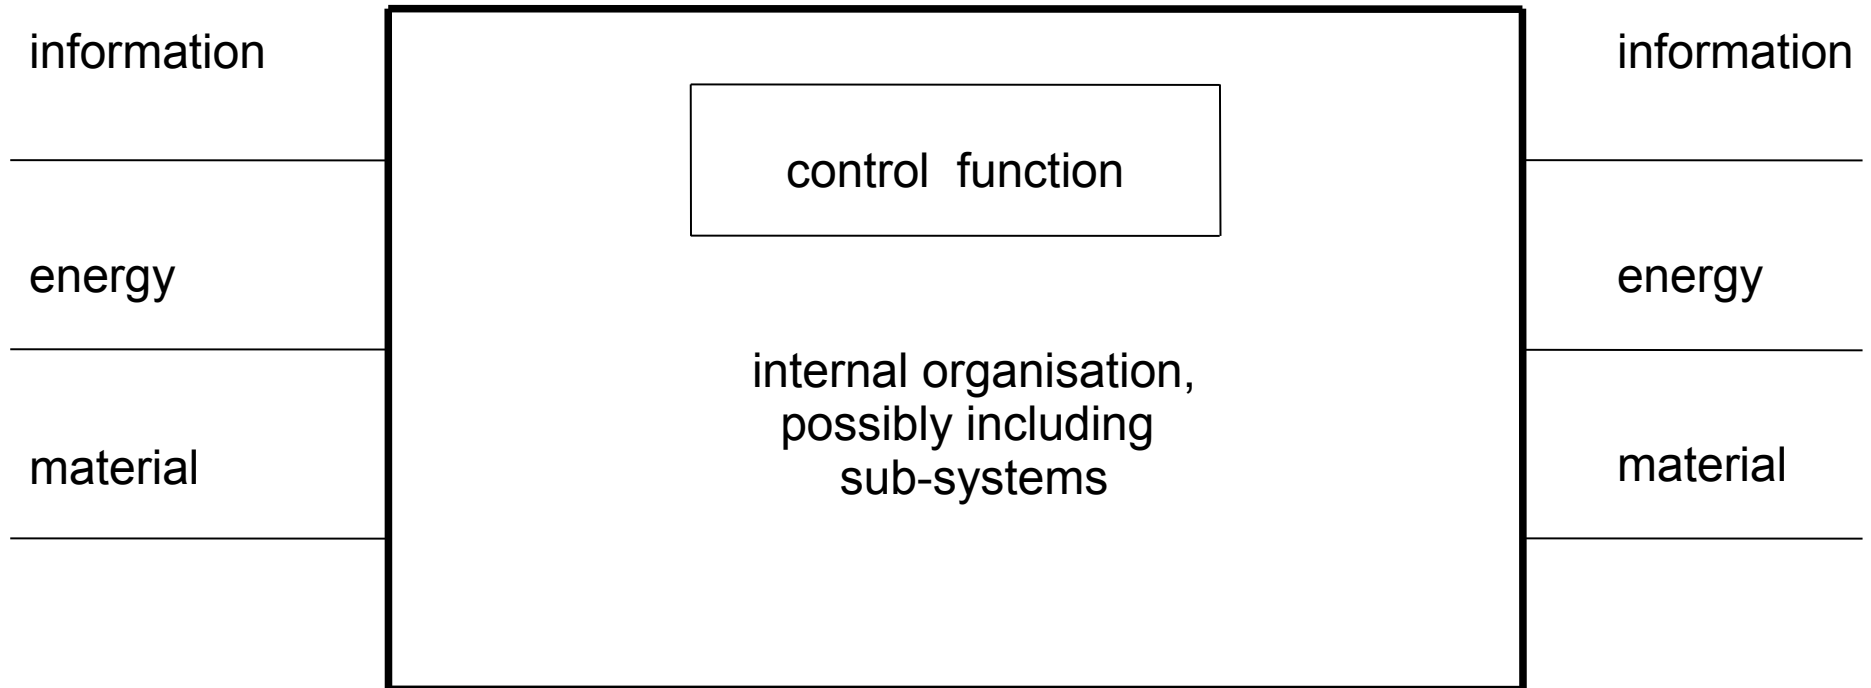 information
information
control function
energy
energy
internal organisation,
possibly including
sub-systems
material
material